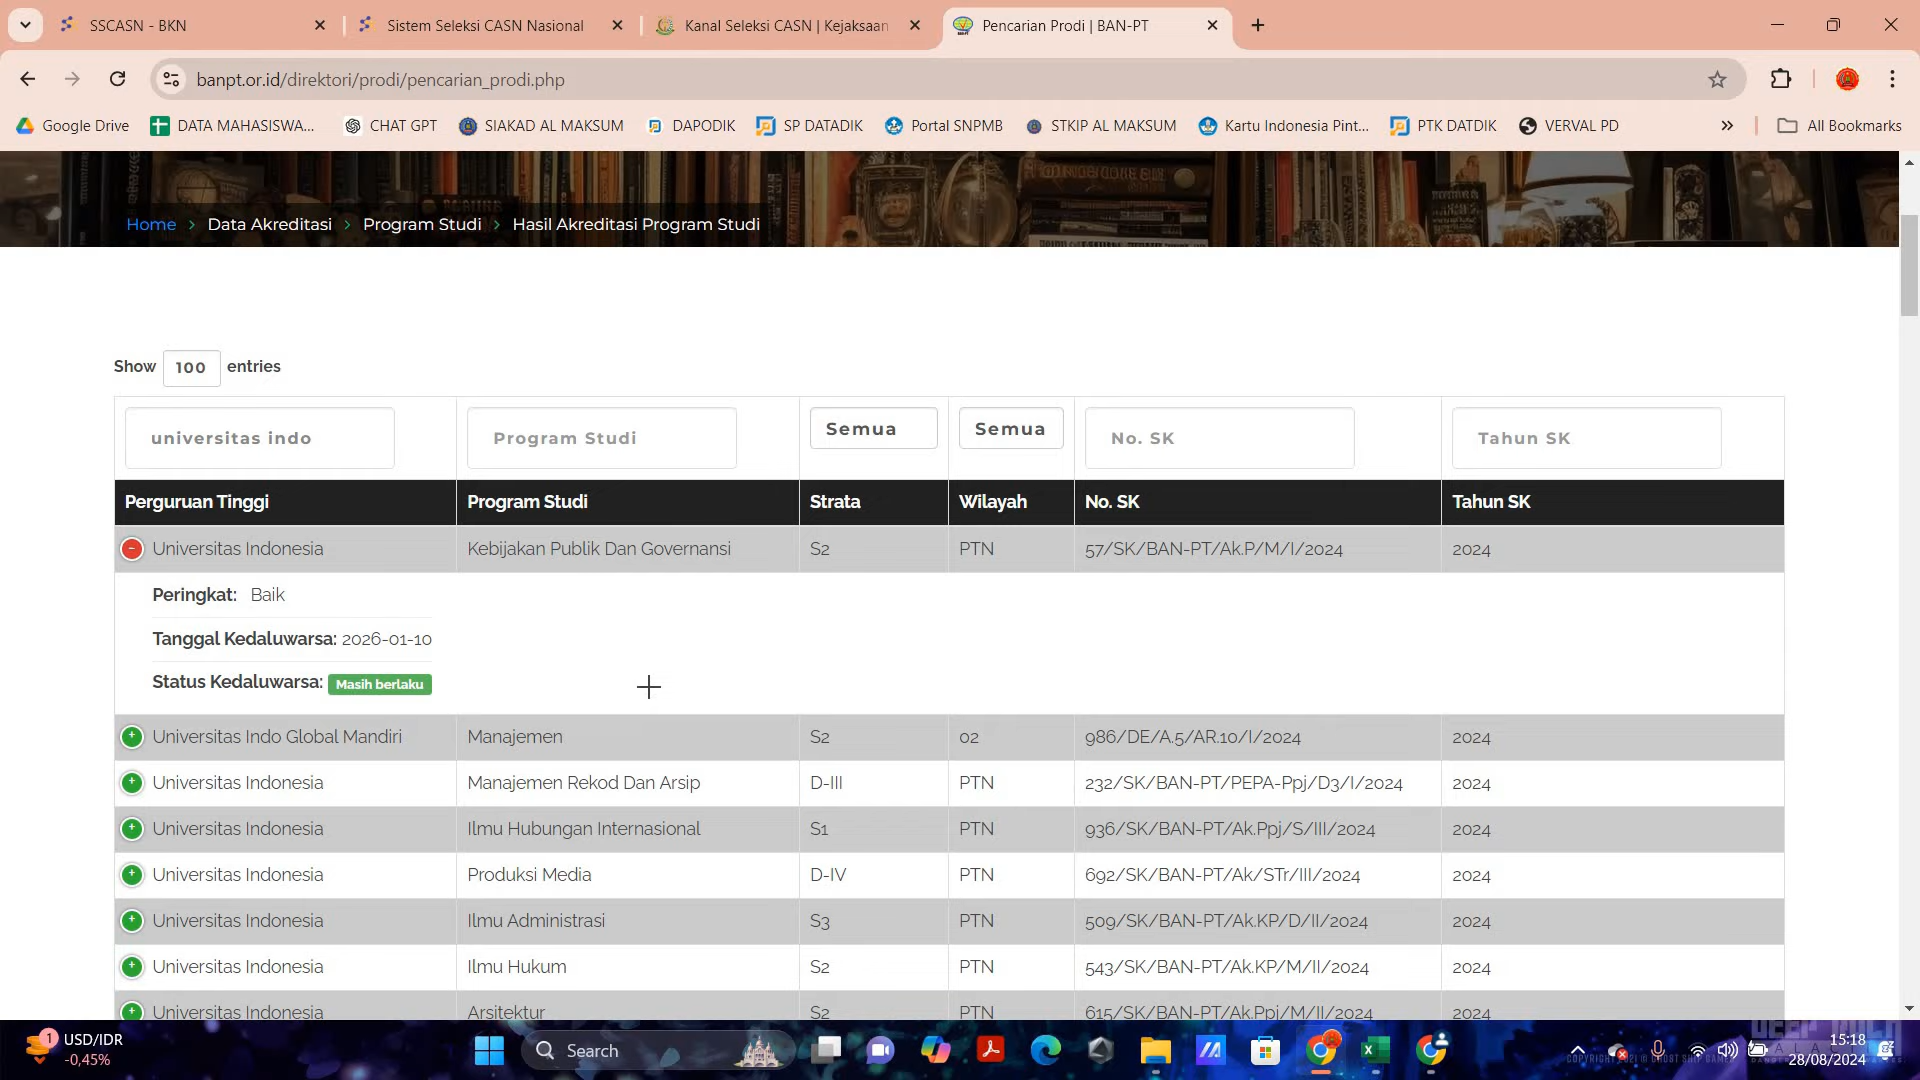 SSCASN - BKN
Sistem Seleksi CASN Nasional
Kanal Seleksi CASN | Kejaksaan
Pencarian Prodi | BAN-PT
banpt.or.id/direktori/prodi/pencarian_prodi.php
Google Drive
DATA MAHASISWA...
CHAT GPT
SIAKAD AL MAKSUM
DAPODIK
SP DATADIK
Portal SNPMB
STKIP AL MAKSUM
Kartu Indonesia Pint...
PTK DATDIK
VERVAL PD
All Bookmarks
Home > Data Akreditasi > Program Studi > Hasil Akreditasi Program Studi
Show 100 entries
universitas indo Program Studi Semua Semua No. SK Tahun SK
Perguruan Tinggi Program Studi Strata Wilayah No. SK Tahun SK
Universitas Indonesia Kebijakan Publik Dan Governansi S2 PTN 57/SK/BAN-PT/Ak.P/M/I/2024 2024
Peringkat: Baik
Tanggal Kedaluwarsa: 2026-01-10
Status Kedaluwarsa: Masih berlaku
Universitas Indo Global Mandiri Manajemen S2 02 986/DE/A.5/AR.10/I/2024 2024
Universitas Indonesia Manajemen Rekod Dan Arsip D-III PTN 232/SK/BAN-PT/PEPA-Ppj/D3/I/2024 2024
Universitas Indonesia Ilmu Hubungan Internasional S1 PTN 936/SK/BAN-PT/Ak.Ppj/S/III/2024 2024
Universitas Indonesia Produksi Media D-IV PTN 692/SK/BAN-PT/Ak/STr/III/2024 2024
Universitas Indonesia Ilmu Administrasi S3 PTN 509/SK/BAN-PT/Ak.KP/D/II/2024 2024
Universitas Indonesia Ilmu Hukum S2 PTN 543/SK/BAN-PT/Ak.KP/M/II/2024 2024
Universitas Indonesia Arsitektur S2 PTN 615/SK/BAN-PT/Ak.Ppj/M/II/2024 2024
1
USD/IDR
-0,45%
Search
15:18
28/08/2024